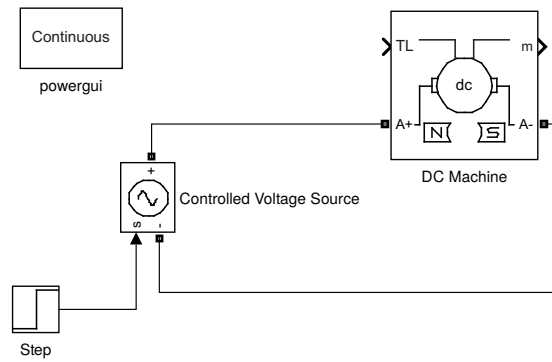 Continuous
powergui
TL
m
dc
A+
N
S
A-
DC Machine
+
Controlled Voltage Source
s
-
Step